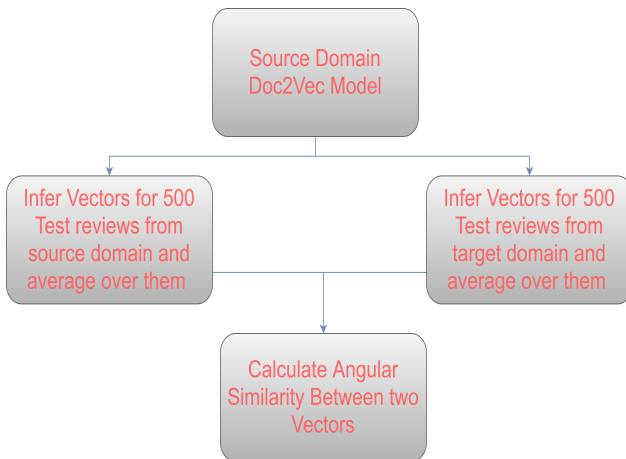 Source Domain
Doc2Vec Model
Infer Vectors for 500
Test reviews from
source domain and
average over them
Infer Vectors for 500
Test reviews from
target domain and
average over them
Calculate Angular
Similarity Between two
Vectors